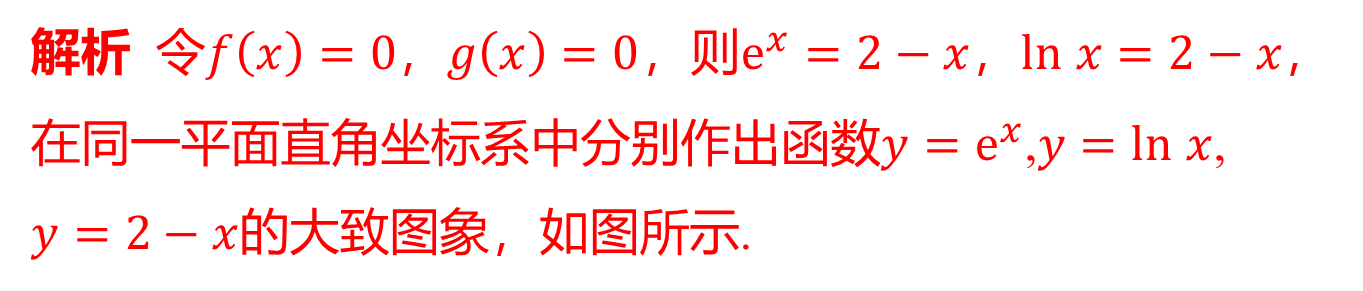 解析 令f(x) = 0，g(x) = 0，则eˣ = 2 − x，ln x = 2 − x，
在同一平面直角坐标系中分别作出函数y = eˣ,y = ln x,
y = 2 − x的大致图象，如图所示.